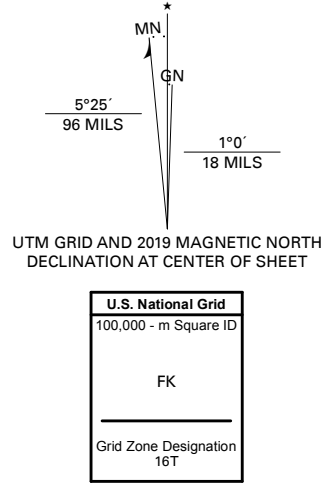 ★
MN
GN
5°25´
96 MILS
1°0´
18 MILS
UTM GRID AND 2019 MAGNETIC NORTH
DECLINATION AT CENTER OF SHEET
U.S. National Grid
100,000 - m Square ID
FK
Grid Zone Designation
16T